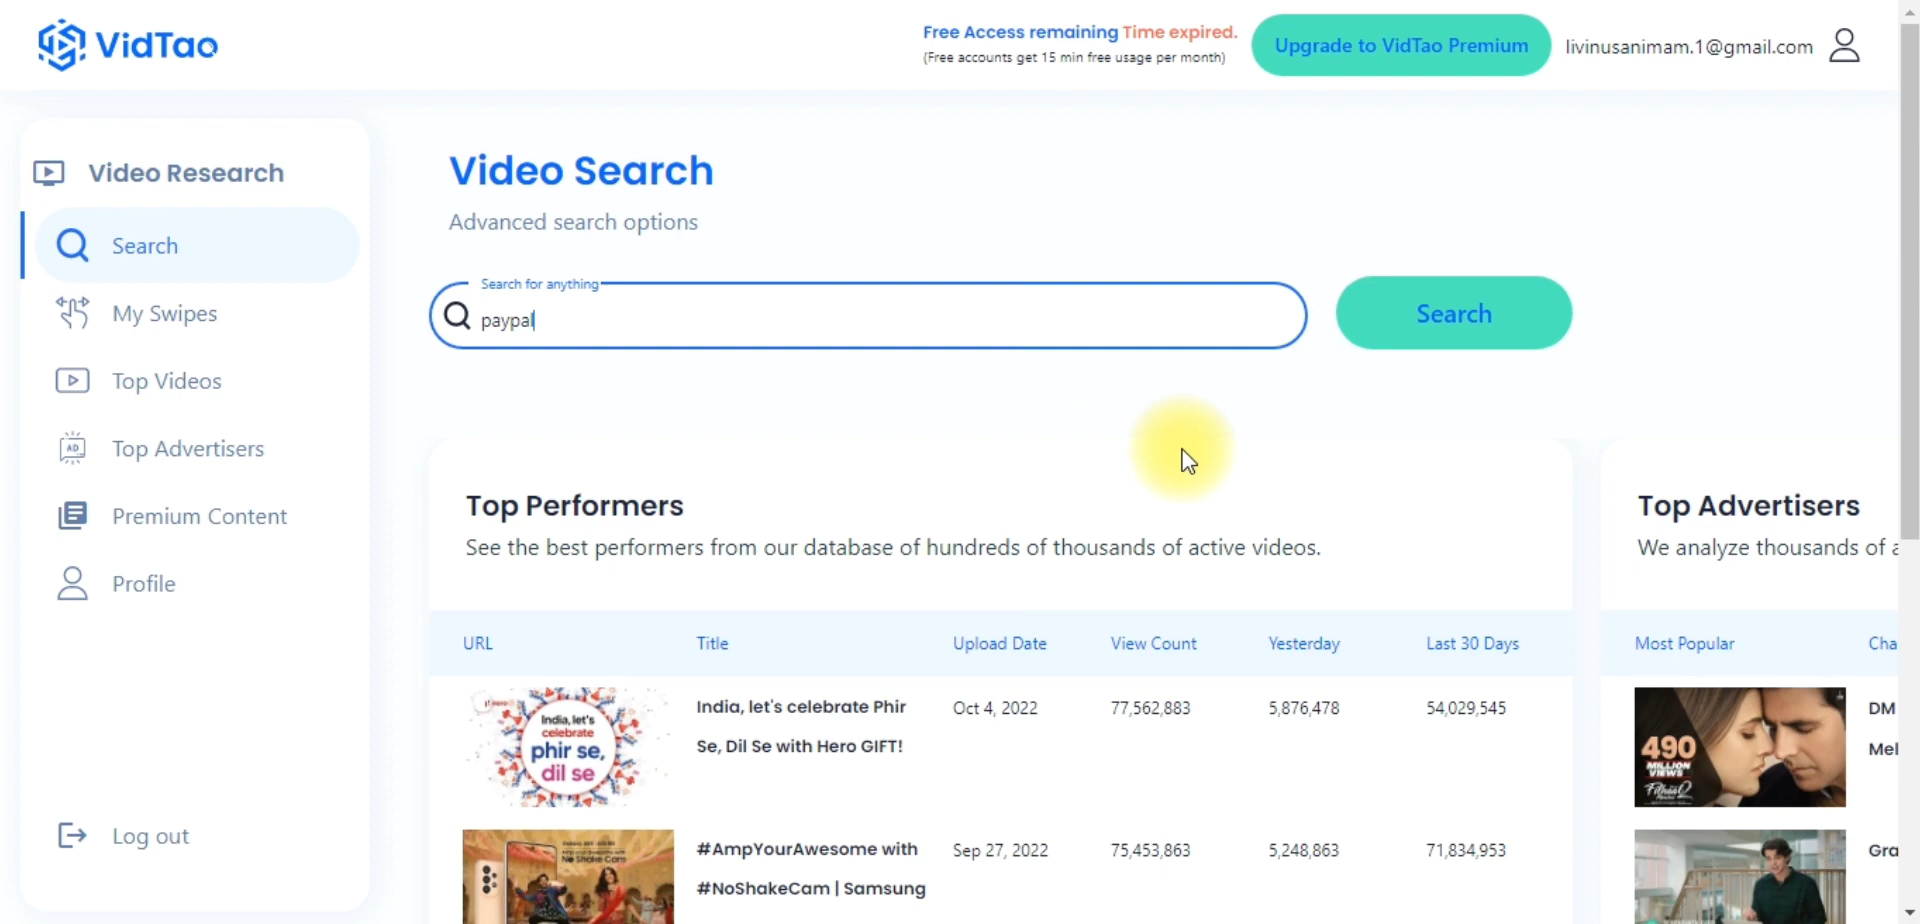 VidTao
Free Access remaining Time expired.
(Free accounts get 15 min free usage per month)
Upgrade to VidTao Premium
livinusanimam.1@gmail.com
Video Research
Search
My Swipes
Top Videos
AD
Top Advertisers
Premium Content
Profile
Log out
Video Search
Advanced search options
Search for anything
paypal
Search
Top Performers
See the best performers from our database of hundreds of thousands of active videos.
URL Title Upload Date View Count Yesterday Last 30 Days
India, let's
celebrate
phir se,
dil se
India, let's celebrate Phir
Se, Dil Se with Hero GIFT!
Oct 4, 2022 77,562,883 5,876,478 54,029,545
No Shake Cam
#AmpYourAwesome with
#NoShakeCam | Samsung
Sep 27, 2022 75,453,863 5,248,863 71,834,953
Top Advertisers
We analyze thousands of a
Most Popular Cha
490
MILLION
VIEWS
DM
Mel
Gra